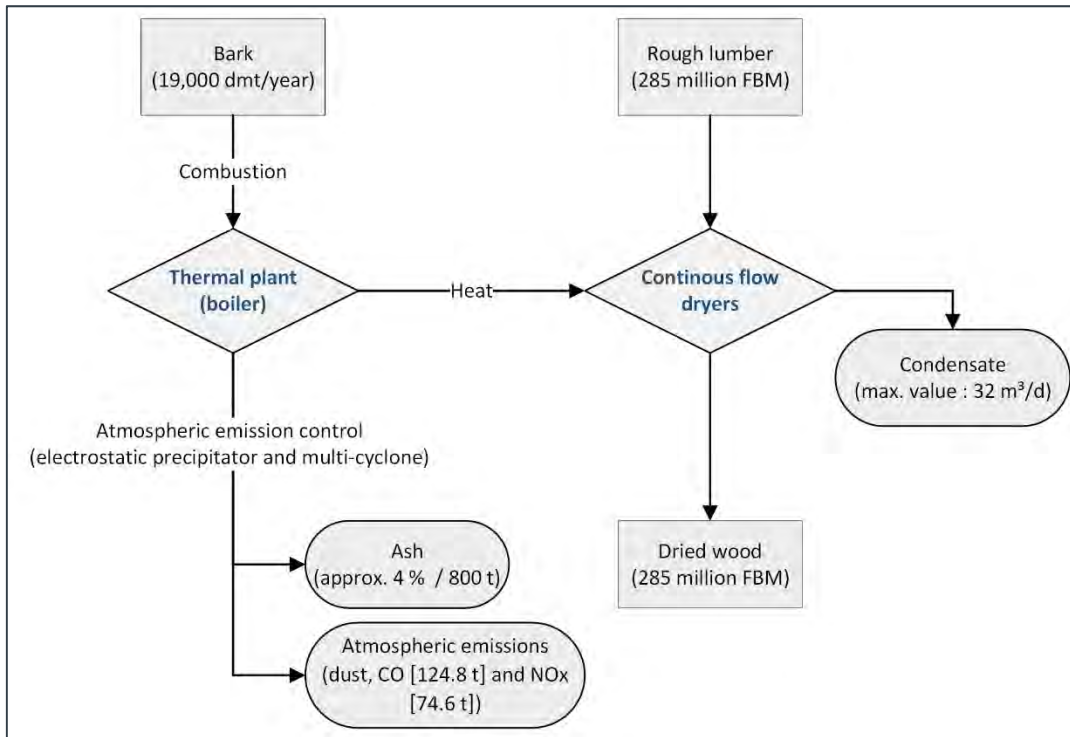 Bark
(19,000 dmt/year)
Rough lumber
(285 million FBM)
Combustion
Thermal plant
(boiler)
Heat
Continous flow
dryers
Condensate
(max. value : 32 m³/d)
Atmospheric emission control
(electrostatic precipitator and multi-cyclone)
Ash
(approx. 4 % / 800 t)
Dried wood
(285 million FBM)
Atmospheric emissions
(dust, CO [124.8 t] and NOx
[74.6 t])